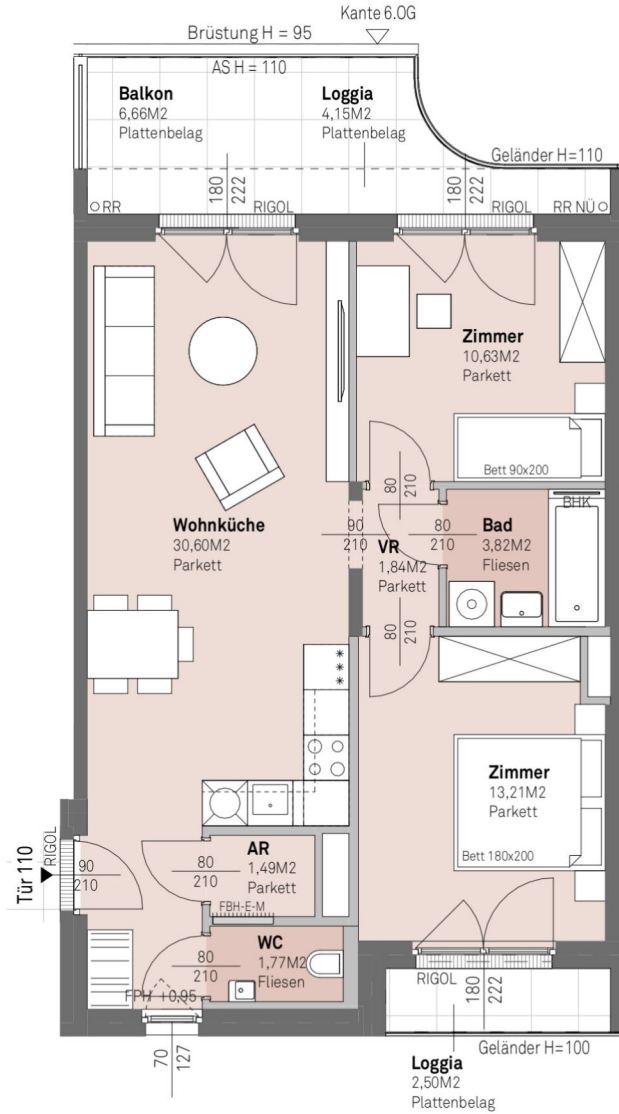 Kante 6.OG
Brüstung H = 95
AS H = 110
Balkon
6,66M2
Plattenbelag
Loggia
4,15M2
Plattenbelag
Geländer H=110
180
222
180
222
RR
RIGOL
RIGOL
RR NÜ
Zimmer
10,63M2
Parkett
Bett 90x200
80
210
BHK
Wohnküche
30,60M2
Parkett
90
210
VR
1,84M2
Parkett
80
210
Bad
3,82M2
Fliesen
80
210
***
Zimmer
13,21M2
Parkett
Bett 180x200
Tür 110
RIGOL
90
210
80
210
AR
1,49M2
Parkett
FBH-E-M
80
210
WC
1,77M2
Fliesen
FPH +0,95
70
127
RIGOL
180
222
Geländer H=100
Loggia
2,50M2
Plattenbelag